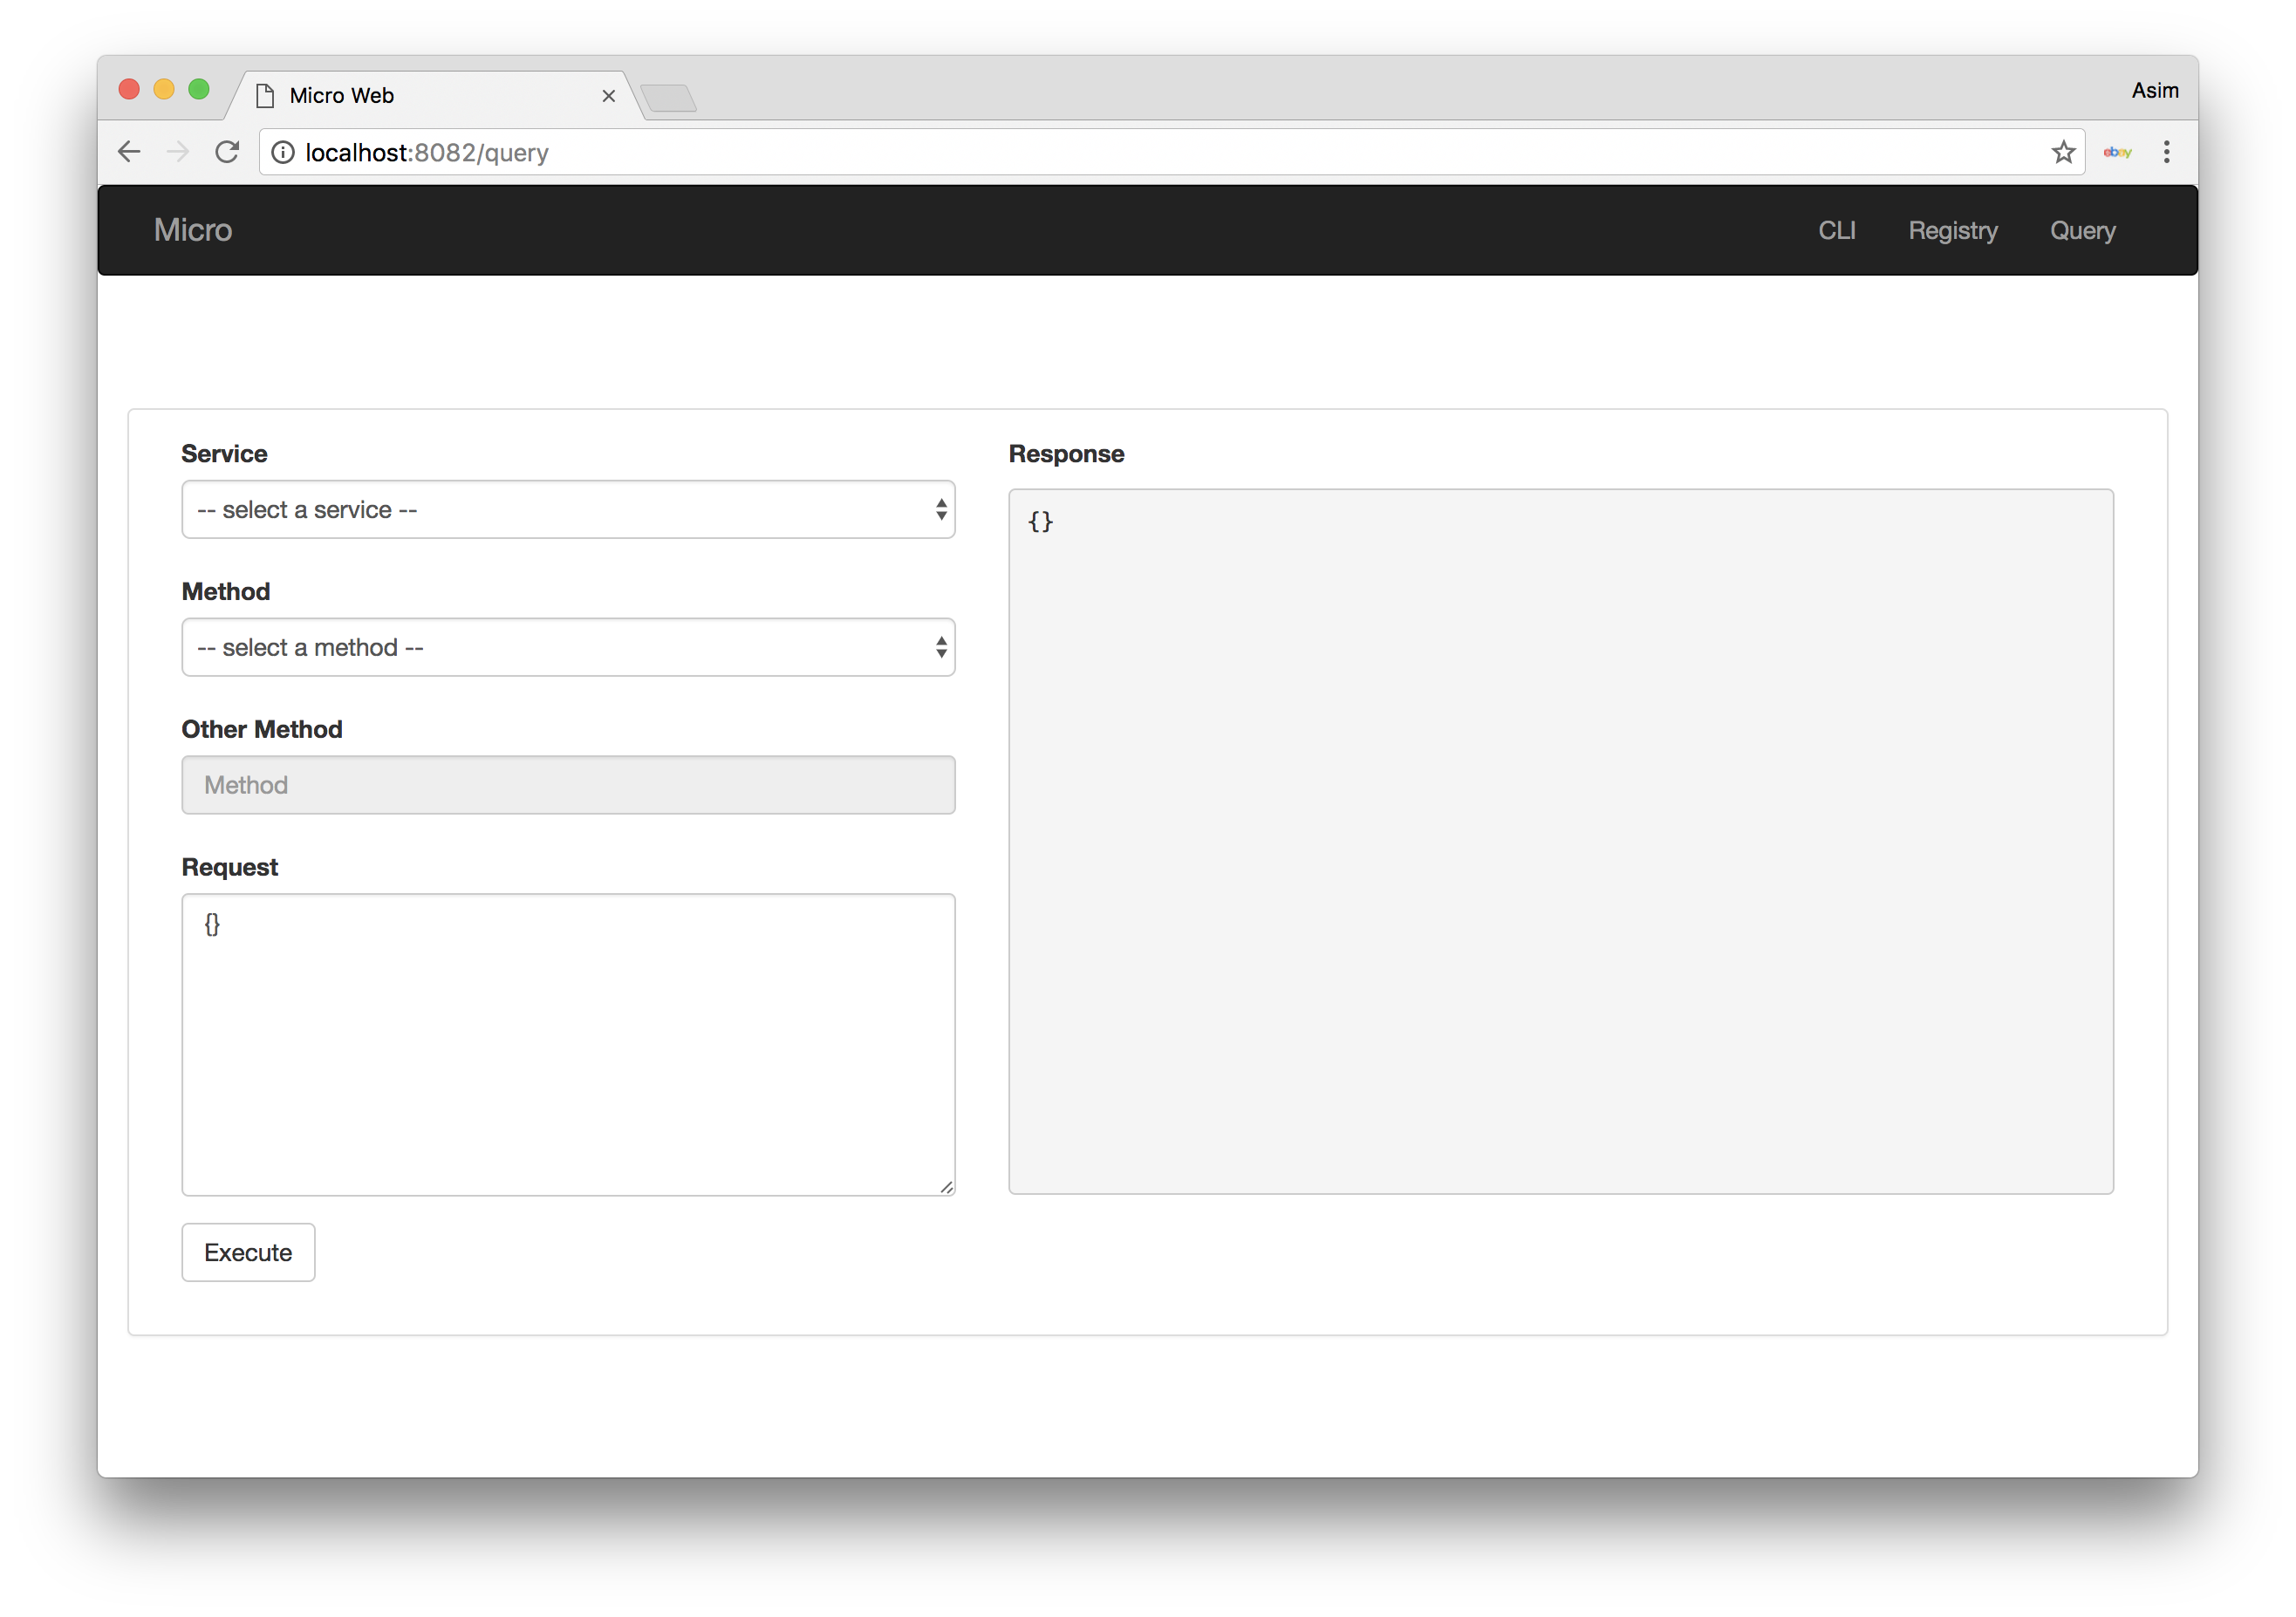 Micro Web
Asim
localhost:8082/query
ebay
Micro
CLI
Registry
Query
Service
-- select a service --
Method
-- select a method --
Other Method
Method
Request
{}
Execute
Response
{}